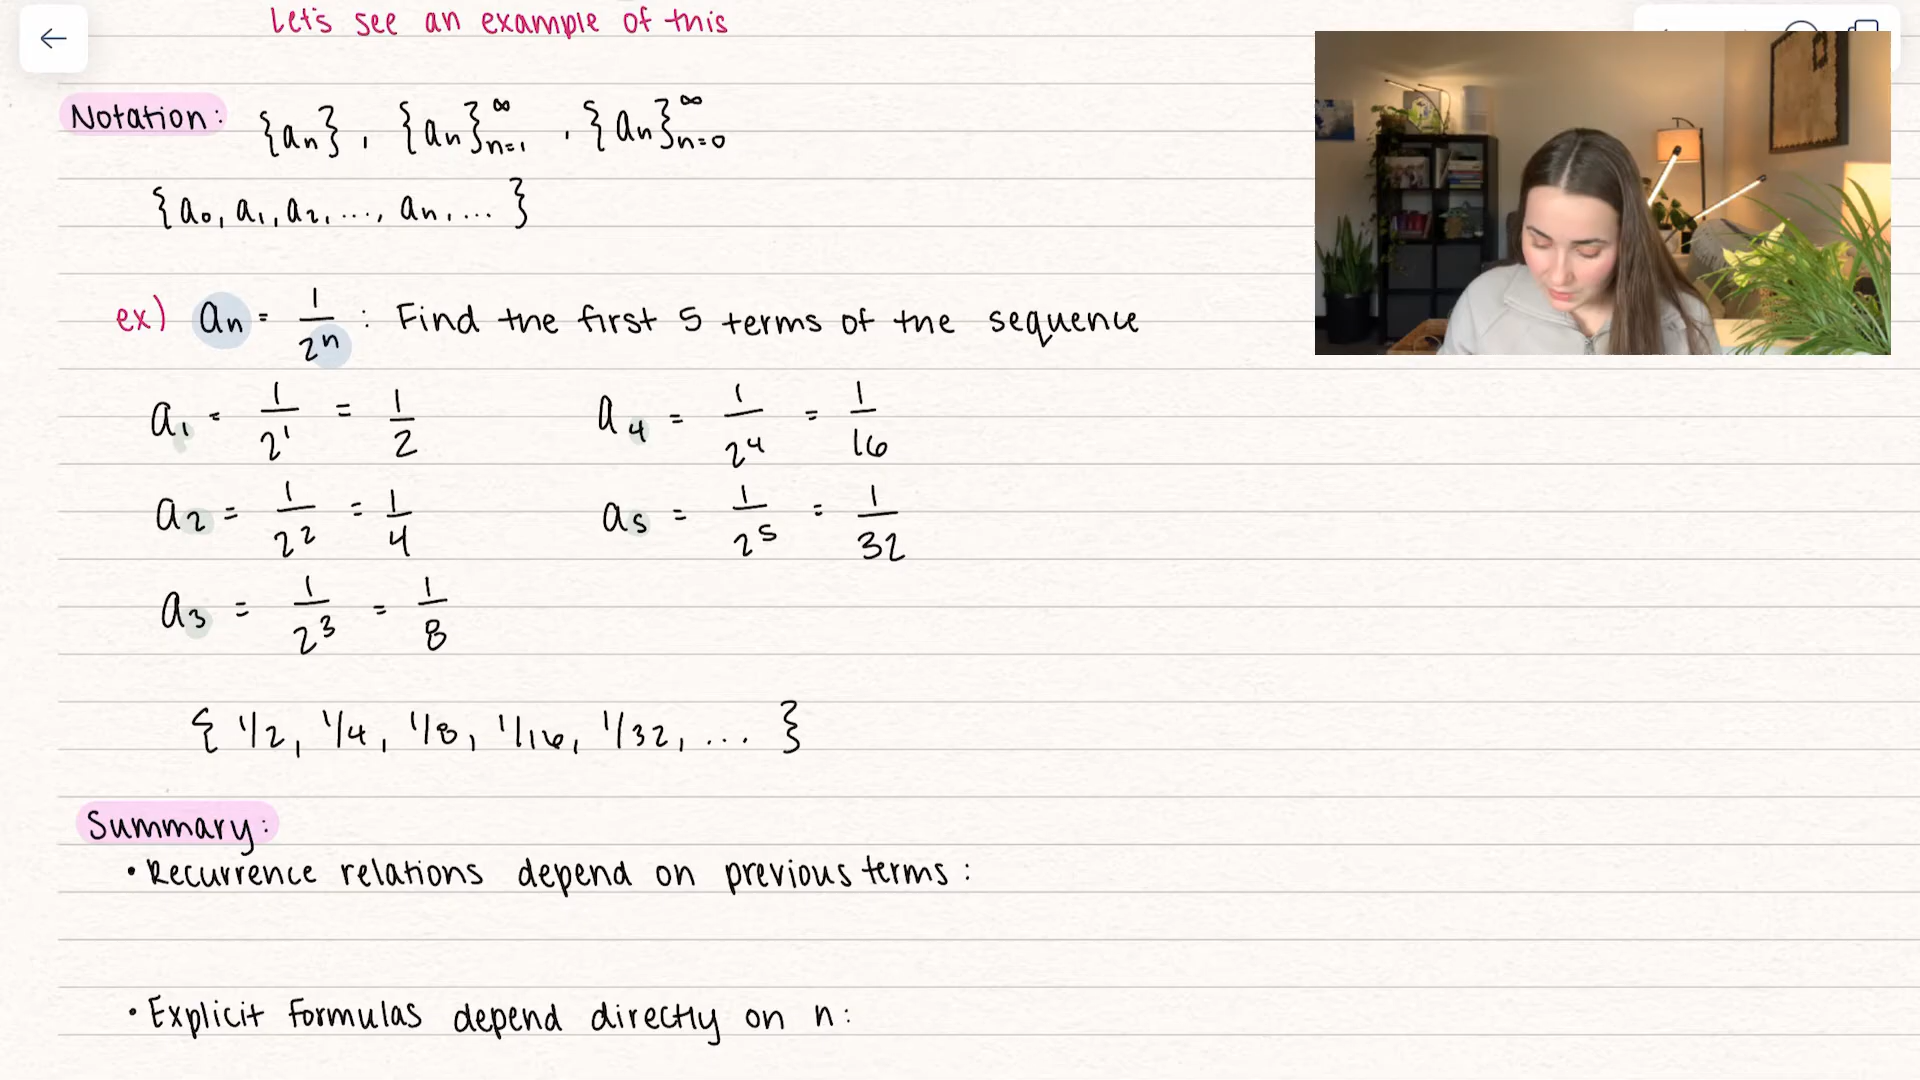 Let's see an example of this
Notation: {an}, {an}∞n=1, {an}∞n=0
{a₀, a₁, a₂, ..., an, ... }
ex) an = 1/2ⁿ : Find the first 5 terms of the sequence
a₁ = 1/2¹ = 1/2
a₂ = 1/2² = 1/4
a₃ = 1/2³ = 1/8
a₄ = 1/2⁴ = 1/16
a₅ = 1/2⁵ = 1/32
{ 1/2, 1/4, 1/8, 1/16, 1/32, ... }
Summary:
• Recurrence relations depend on previous terms:
• Explicit formulas depend directly on n: